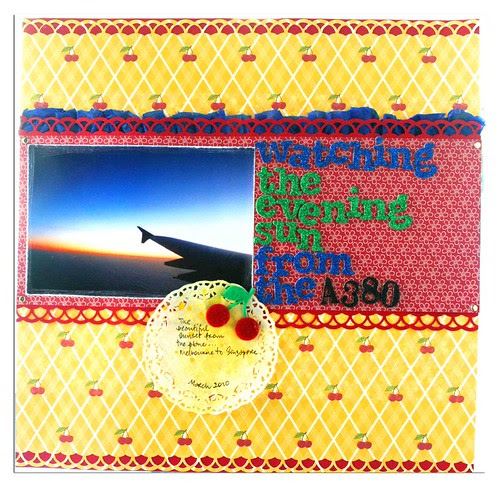 watching
the
evening
sun
from
the A380
The
beautiful
sunset from
the plane...
Melbourne to Singapore.
March 2010